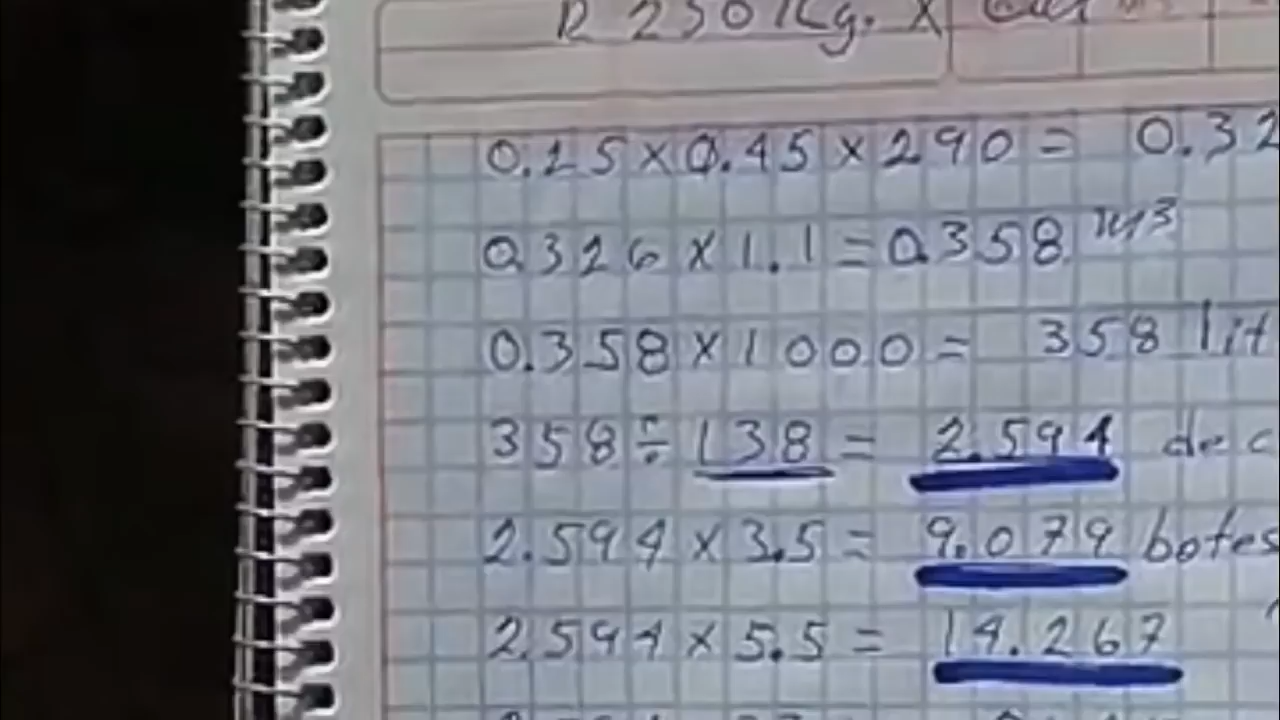 R 250 Kg. X
0.15 x 0.45 x 290 = 0.32
0.326 x 1.1 = 0.358 m3
0.358 x 1000 = 358 lit
358 ÷ 138 = 2.594 de c
2.594 x 3.5 = 9.079 botes
2.594 x 5.5 = 14.267